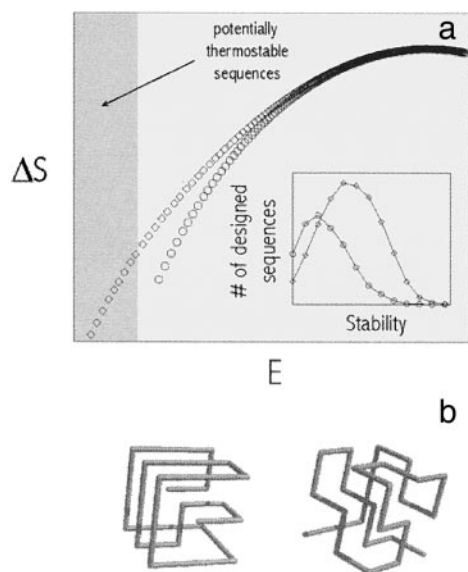 a
potentially
thermostable
sequences
ΔS
# of designed
sequences
Stability
E
b